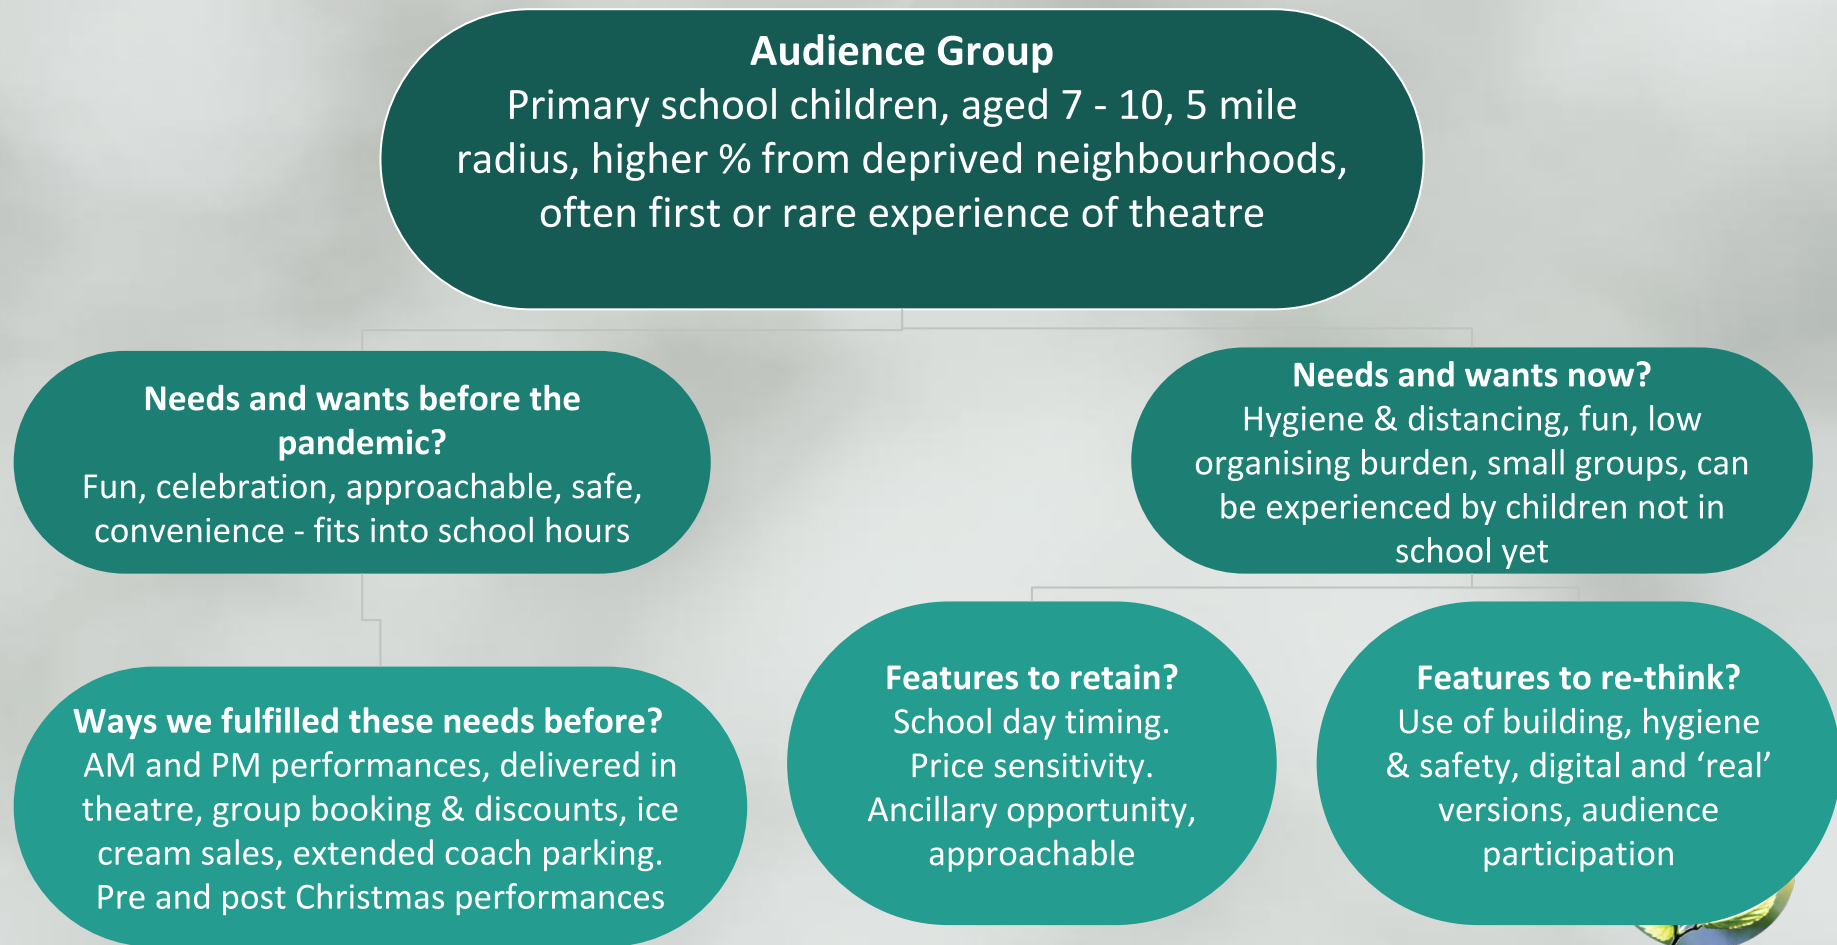 Audience Group
Primary school children, aged 7 - 10, 5 mile
radius, higher % from deprived neighbourhoods,
often first or rare experience of theatre
Needs and wants before the
pandemic?
Fun, celebration, approachable, safe,
convenience - fits into school hours
Needs and wants now?
Hygiene & distancing, fun, low
organising burden, small groups, can
be experienced by children not in
school yet
Ways we fulfilled these needs before?
AM and PM performances, delivered in
theatre, group booking & discounts, ice
cream sales, extended coach parking.
Pre and post Christmas performances
Features to retain?
School day timing.
Price sensitivity.
Ancillary opportunity,
approachable
Features to re-think?
Use of building, hygiene
& safety, digital and ‘real’
versions, audience
participation